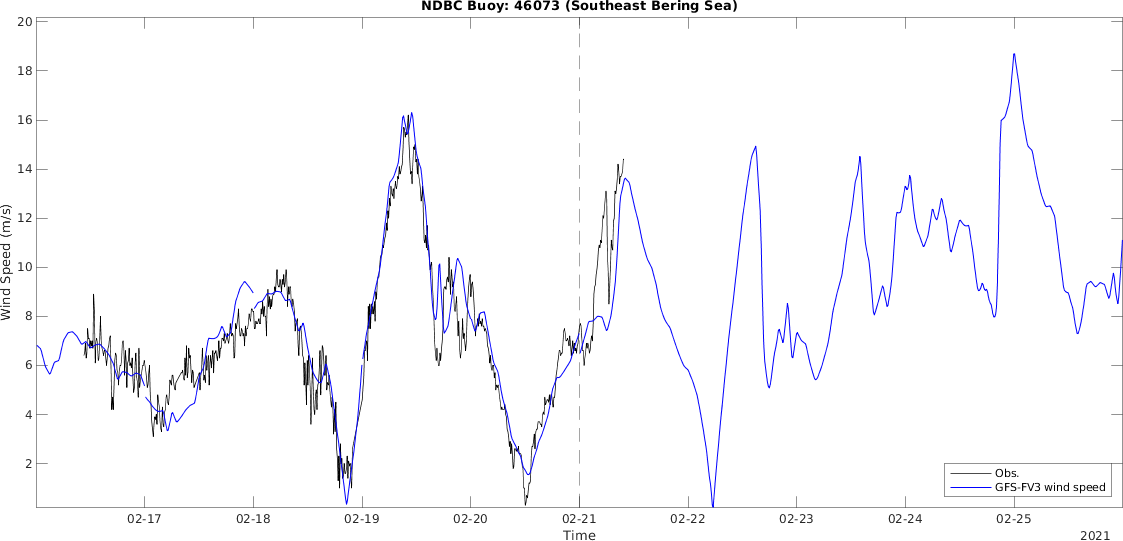 NDBC Buoy: 46073 (Southeast Bering Sea)
20
18
16
14
12
10
8
6
4
2
Wind Speed (m/s)
Obs.
GFS-FV3 wind speed
02-17 02-18 02-19 02-20 02-21 02-22 02-23 02-24 02-25
Time
2021